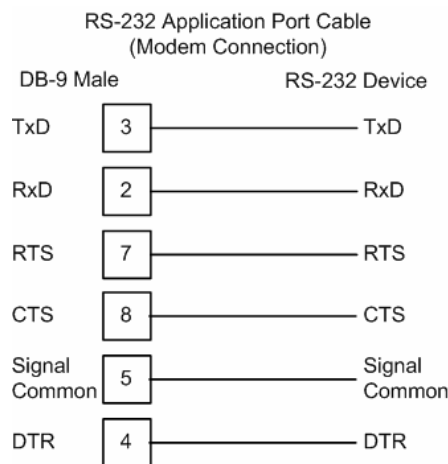 RS-232 Application Port Cable
(Modem Connection)
DB-9 Male RS-232 Device
TxD 3 TxD
RxD 2 RxD
RTS 7 RTS
CTS 8 CTS
Signal Common 5 Signal Common
DTR 4 DTR